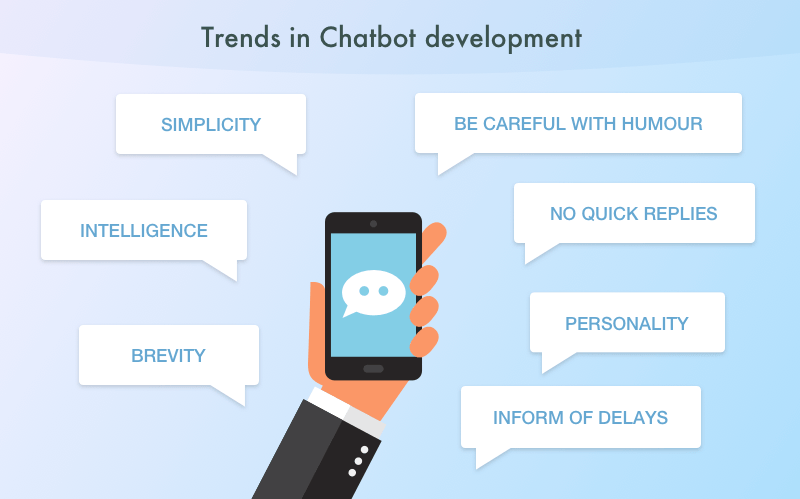 Trends in Chatbot development
SIMPLICITY
BE CAREFUL WITH HUMOUR
INTELLIGENCE
NO QUICK REPLIES
BREVITY
PERSONALITY
INFORM OF DELAYS